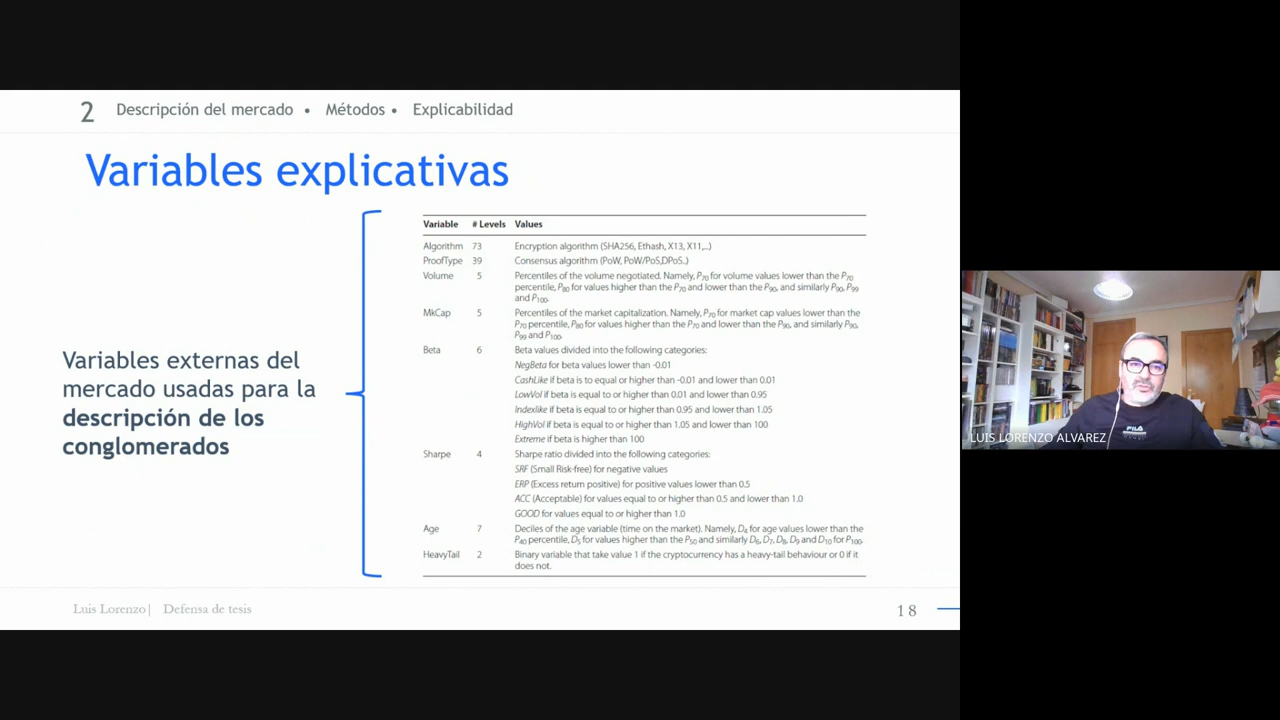 2 Descripción del mercado • Métodos • Explicabilidad
Variables explicativas
Variables externas del
mercado usadas para la
descripción de los
conglomerados
Variable # Levels Values
Algorithm 73 Encryption algorithm (SHA256, Ethash, X13, X11,..)
ProofType 39 Consensus algorithm (PoW, PoW/PoS,DPoS..)
Volume 5 Percentiles of the volume negotiated. Namely, P70 for volume values lower than the P70
percentile, P80 for values higher than the P70 and lower than the P80, and similarly P90, P99
and P100.
MkCap 5 Percentiles of the market capitalization. Namely, P70 for market cap values lower than the
P70 percentile, P80 for values higher than the P70 and lower than the P80, and similarly P90,
P99 and P100.
Beta 6 Beta values divided into the following categories:
NegBeta for beta values lower than -0.01
CashLike if beta is to equal or higher than -0.01 and lower than 0.01
LowVol if beta is equal to or higher than 0.01 and lower than 0.95
Indexlike if beta is equal to or higher than 0.95 and lower than 1.05
HighVol if beta is equal to or higher than 1.05 and lower than 100
Extreme if beta is higher than 100
Sharpe 4 Sharpe ratio divided into the following categories:
SRF (Small Risk-free) for negative values
ERP (Excess return positive) for positive values lower than 0.5
ACC (Acceptable) for values equal to or higher than 0.5 and lower than 1.0
GOOD for values equal to or higher than 1.0
Age 7 Deciles of the age variable (time on the market). Namely, D4 for age values lower than the
P40 percentile, D5 for values higher than the P50 and similarly D6, D7, D8, D9 and D10 for P100.
HeavyTail 2 Binary variable that take value 1 if the cryptocurrency has a heavy-tail behaviour or 0 if it
does not.
Luis Lorenzo| Defensa de tesis
18
FILA
LUIS LORENZO ALVAREZ